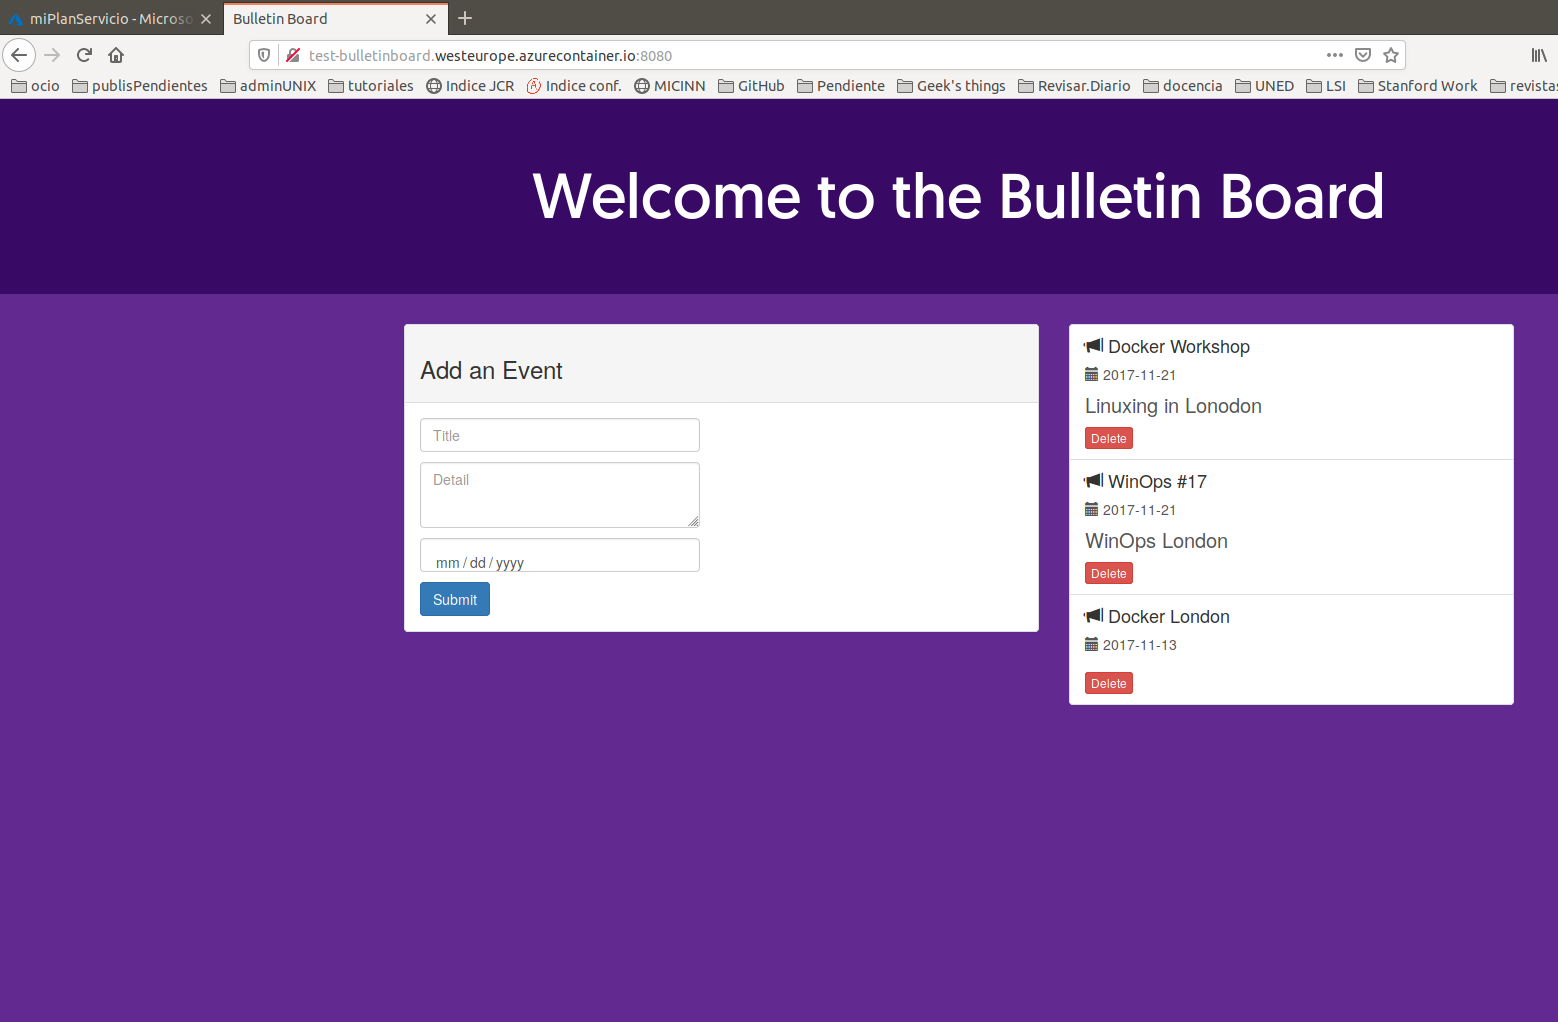 miPlanServicio - Microso
Bulletin Board
test-bulletinboard.westeurope.azurecontainer.io:8080
ocio publisPendientes adminUNIX tutoriales Indice JCR Indice conf. MICINN GitHub Pendiente Geek's things Revisar.Diario docencia UNED LSI Stanford Work revistas
Welcome to the Bulletin Board
Add an Event
Title
Detail
mm / dd / yyyy
Submit
Docker Workshop
2017-11-21
Linuxing in Lonodon
Delete
WinOps #17
2017-11-21
WinOps London
Delete
Docker London
2017-11-13
Delete